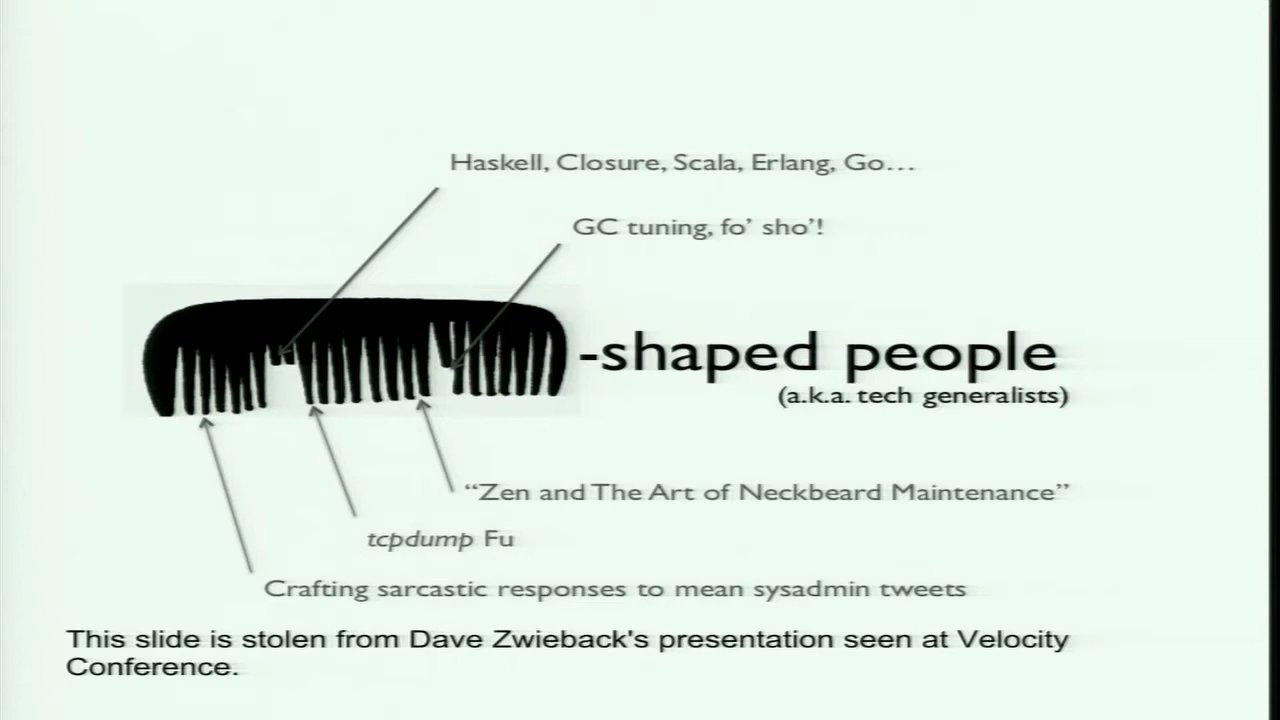 Haskell, Closure, Scala, Erlang, Go...
GC tuning, fo' sho'!
-shaped people
(a.k.a. tech generalists)
“Zen and The Art of Neckbeard Maintenance”
tcpdump Fu
Crafting sarcastic responses to mean sysadmin tweets
This slide is stolen from Dave Zwieback's presentation seen at Velocity
Conference.